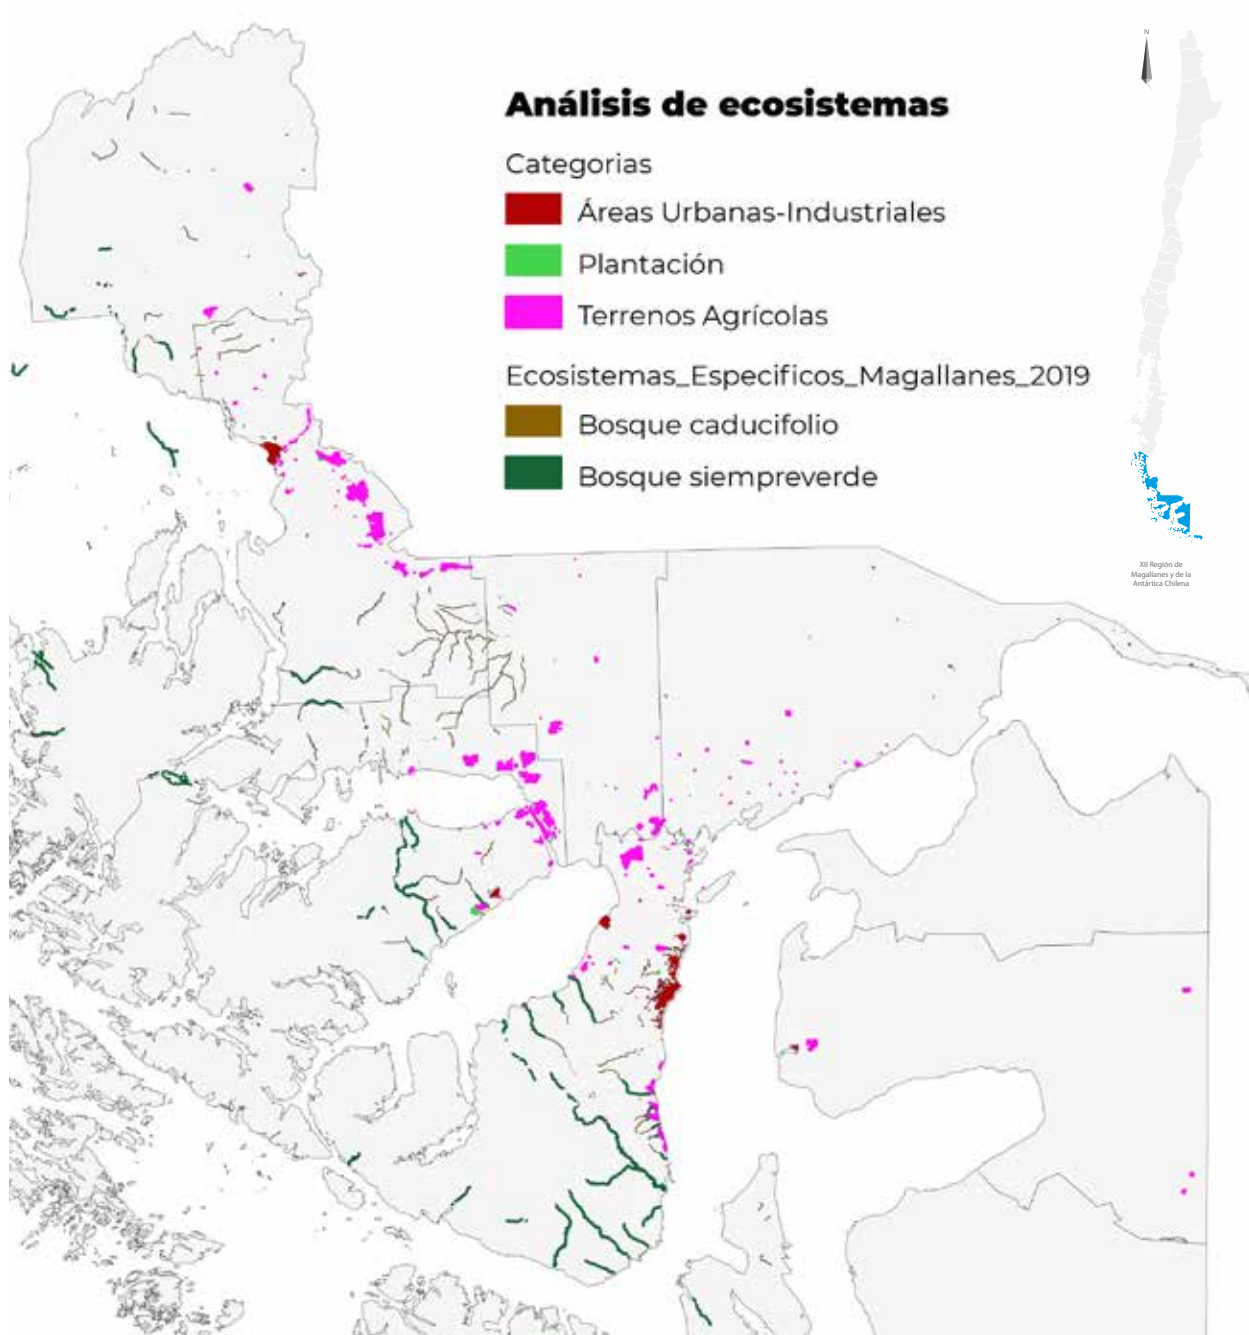 Análisis de ecosistemas
Categorias
Áreas Urbanas-Industriales
Plantación
Terrenos Agrícolas
Ecosistemas_Especificos_Magallanes_2019
Bosque caducifolio
Bosque siempreverde
N
XII Región de
Magallanes y de la
Antártica Chilena